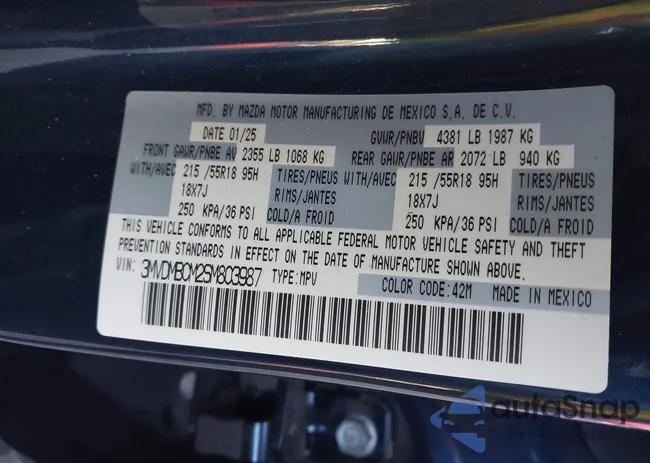 MFD. BY MAZDA MOTOR MANUFACTURING DE MEXICO S.A. DE C.V.
DATE 01/25 GVWR/PNBV 4381 LB 1987 KG
FRONT GAWR/PNBE AV 2355 LB 1068 KG REAR GAWR/PNBE AR 2072 LB 940 KG
WITH/AVEC 215 /55R18 95H TIRES/PNEUS WITH/AVEC 215 /55R18 95H TIRES/PNEUS
18X7J RIMS/JANTES 18X7J RIMS/JANTES
250 KPA/36 PSI COLD/A FROID 250 KPA/36 PSI COLD/A FROID
THIS VEHICLE CONFORMS TO ALL APPLICABLE FEDERAL MOTOR VEHICLE SAFETY AND THEFT
PREVENTION STANDARDS IN EFFECT ON THE DATE OF MANUFACTURE SHOWN ABOVE.
VIN: 3MVDMBCM2SM803987 TYPE:MPV
COLOR CODE:42M MADE IN MEXICO
autoSnap